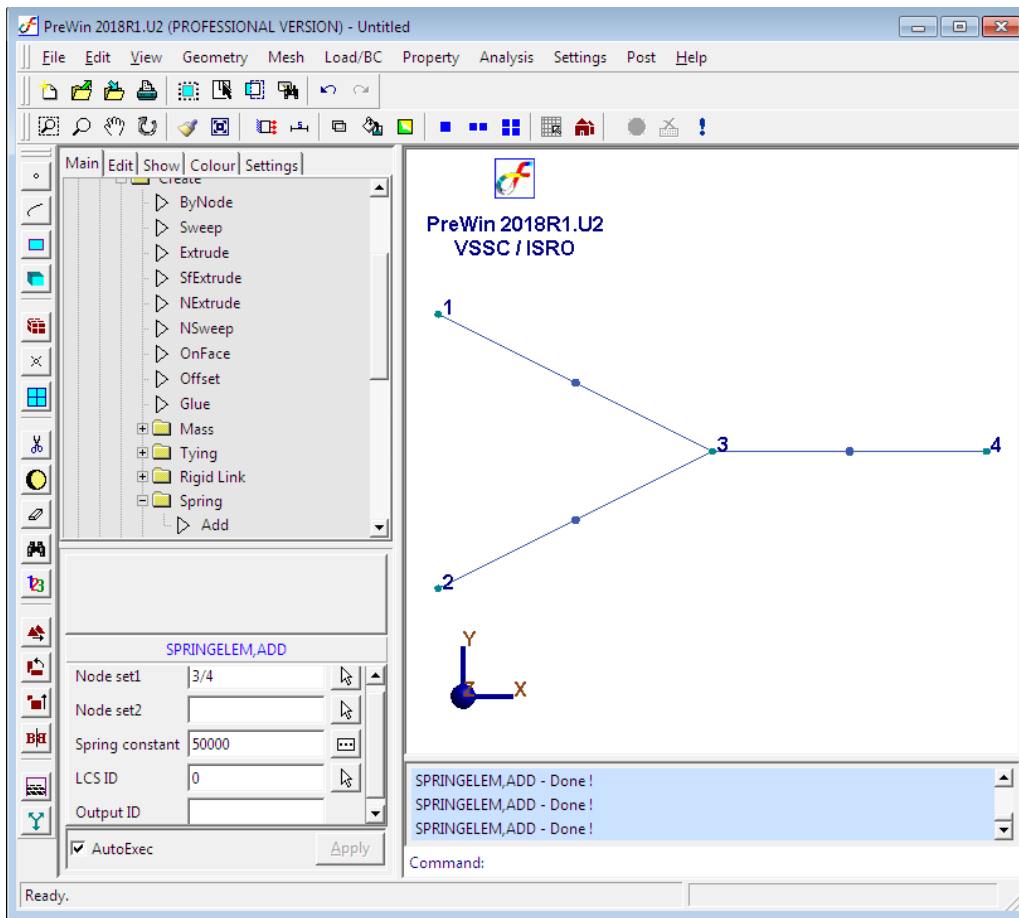 PreWin 2018R1.U2 (PROFESSIONAL VERSION) - Untitled
File Edit View Geometry Mesh Load/BC Property Analysis Settings Post Help
Main Edit Show Colour Settings
Create
ByNode
Sweep
Extrude
SfExtrude
NExtrude
NSweep
OnFace
Offset
Glue
Mass
Tying
Rigid Link
Spring
Add
SPRINGELEM,ADD
Node set1 3/4
Node set2
Spring constant 50000
LCS ID 0
Output ID
AutoExec Apply
PreWin 2018R1.U2
VSSC / ISRO
1
3
4
2
Y
Z
X
SPRINGELEM,ADD - Done !
SPRINGELEM,ADD - Done !
SPRINGELEM,ADD - Done !
Command:
Ready.